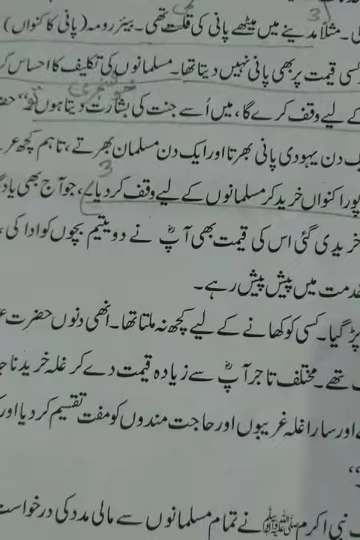 ی۔ مثلاً مدینے میں میٹھے پانی کی قلت تھی۔ بیئر رومہ (پانی کا کنواں)
کسی قیمت پر بھی پانی نہیں دیتا تھا۔ مسلمانوں کی تکلیف کا احساس
کے لیے وقف کرے گا، میں اُسے جنت کی بشارت دیتا ہوں
ایک دن یہودی پانی بھرتا اور ایک دن مسلمان بھرتے، تاہم کچھ
پورا کنواں خرید کر مسلمانوں کے لیے وقف کر دیا، جو آج بھی
خریدی گئی اس کی قیمت بھی آپؓ نے دو یتیم بچوں کو ادا کی،
خدمت میں پیش پیش رہے۔
پڑ گیا۔ کسی کو کھانے کے لیے کچھ نہ ملتا تھا۔ انھی دنوں حضرت
تھے۔ مختلف تاجر آپؓ سے زیادہ قیمت دے کر غلہ خریدنا
اور سارا غلہ غریبوں اور حاجت مندوں کو مفت تقسیم کر دیا اور
نبی اکرم ﷺ نے تمام مسلمانوں سے مالی مدد کی درخواست